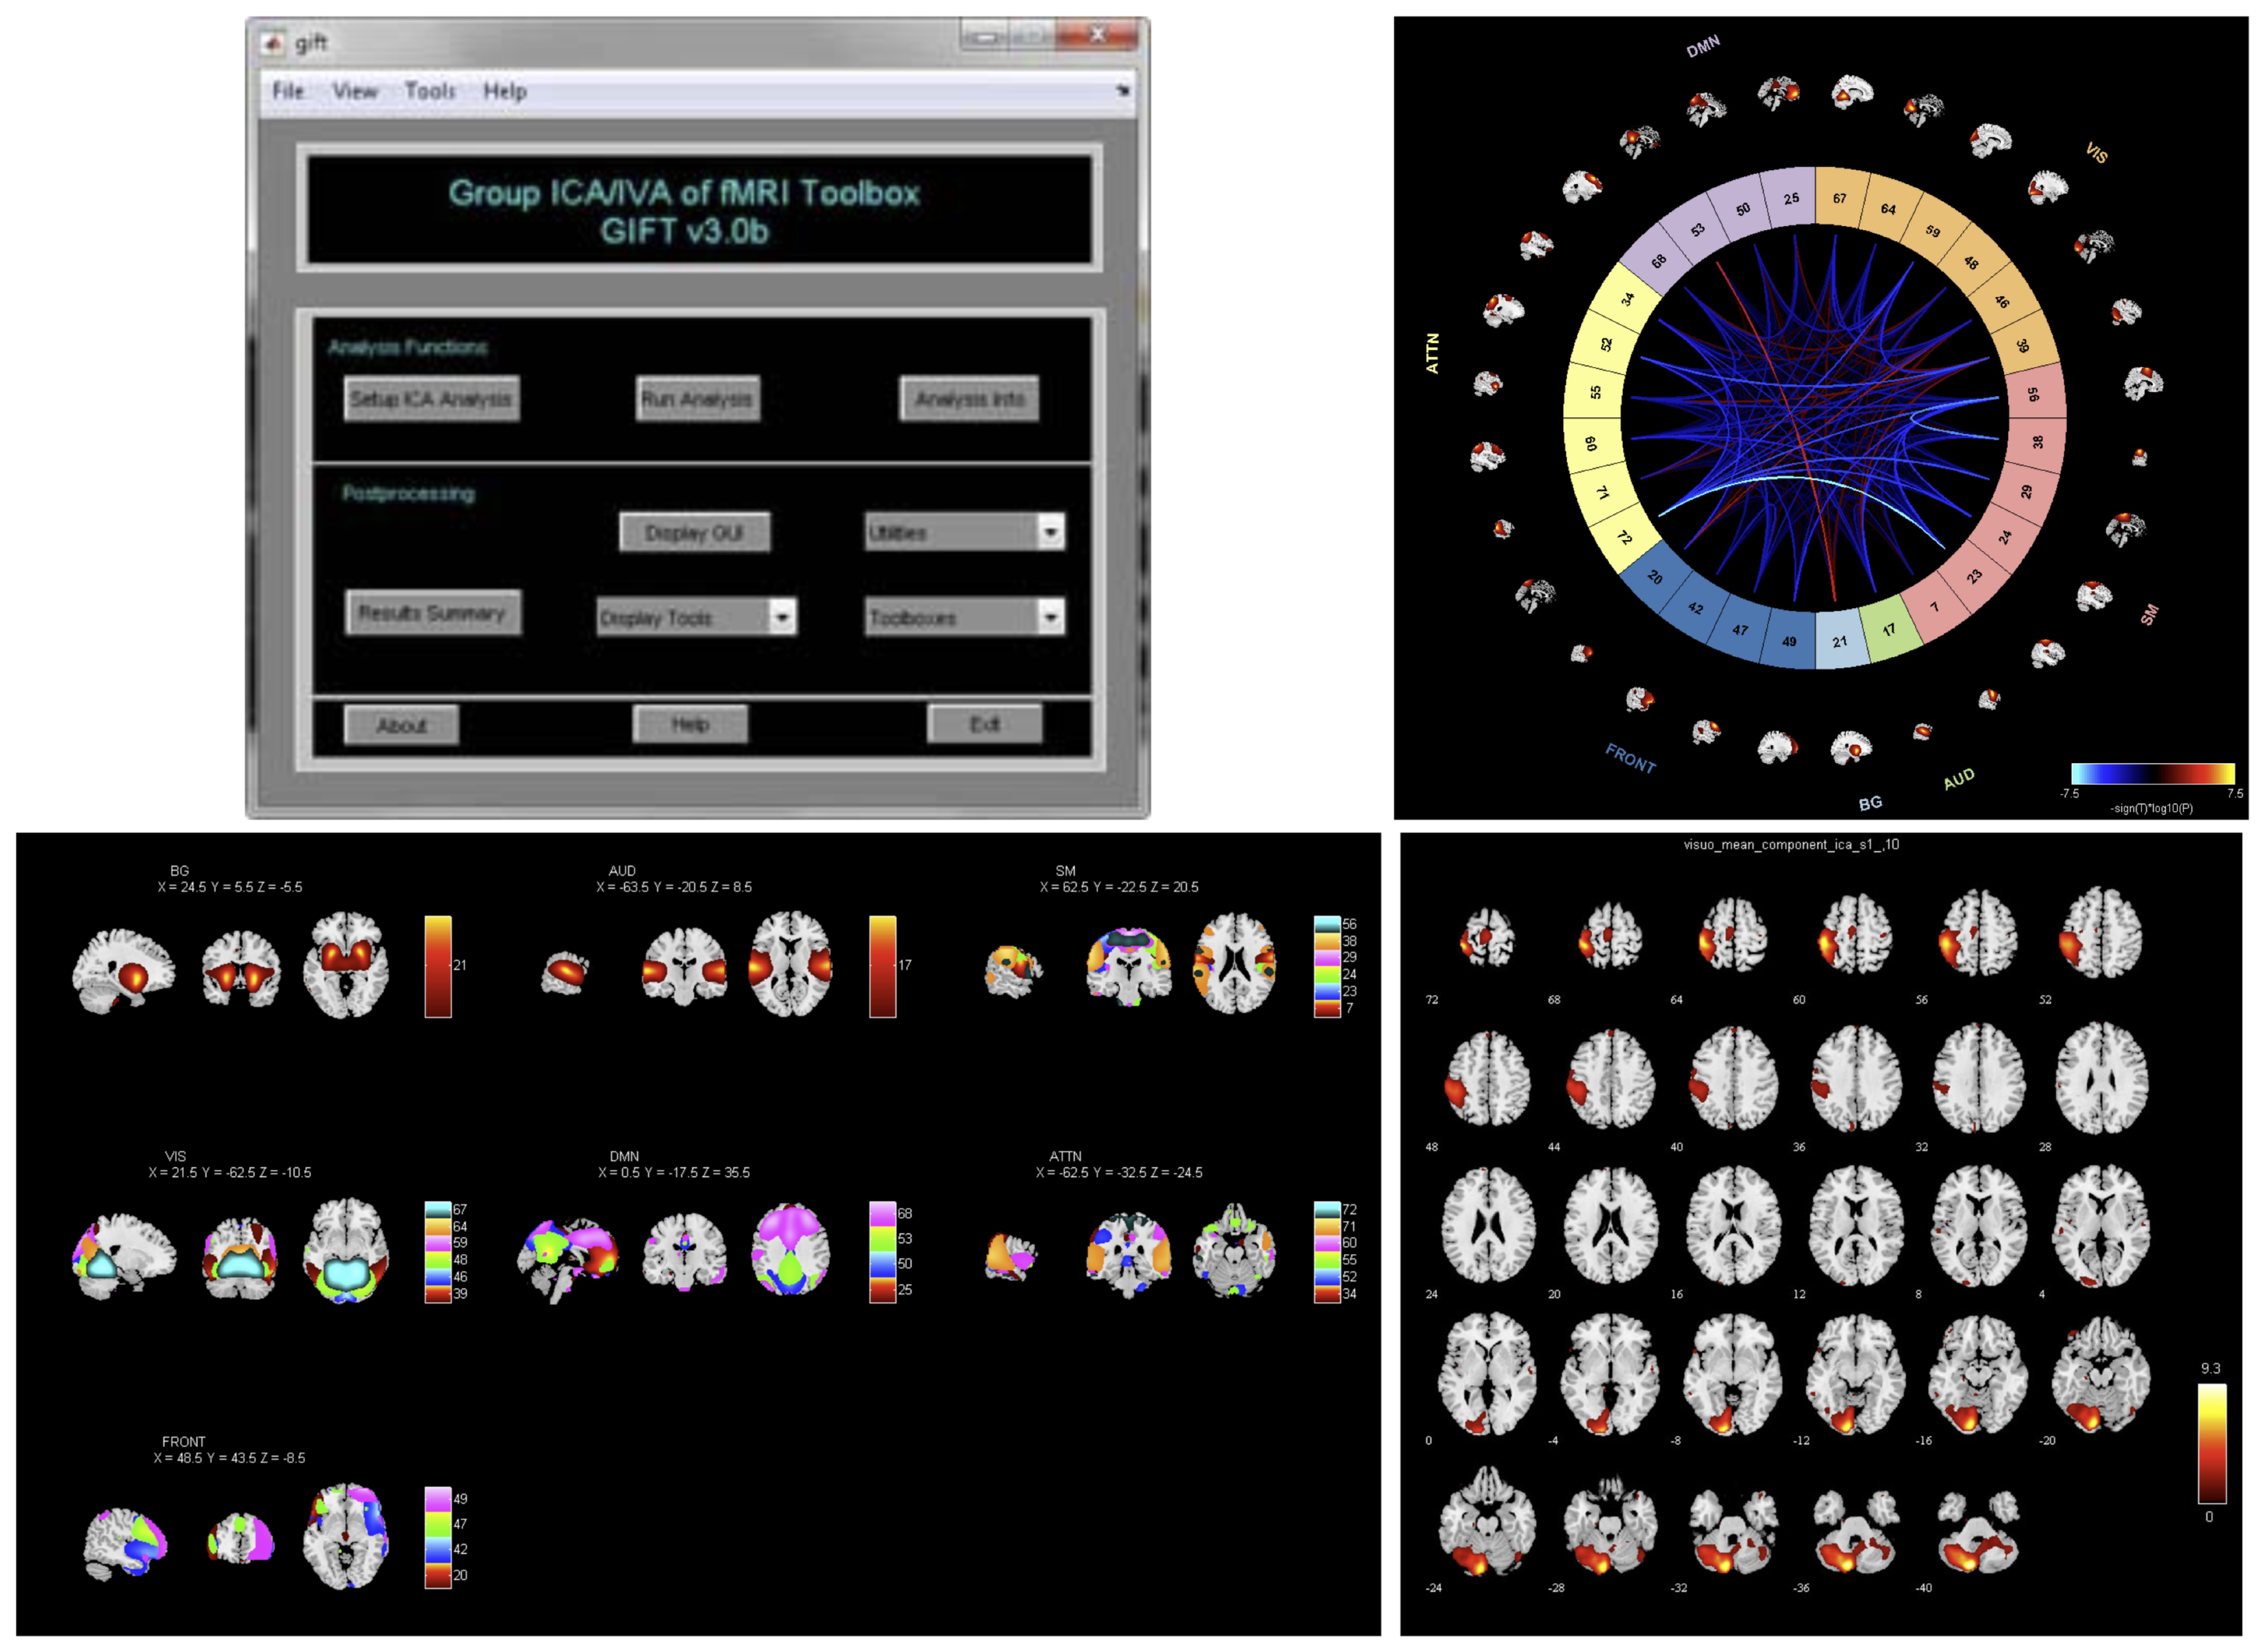 gift
File View Tools Help
Group ICA/IVA of fMRI Toolbox
GIFT v3.0b
Analysis Functions
Setup ICA Analysis Run Analysis Analysis Info
Postprocessing
Display GUI Utilities
Results Summary Display Tools Toolboxes
About Help Exit
DMN
VIS
ATTN
SM
FRONT
BG
AUD
25 67 64 59 48 46 39
50 53 68
34 52 55 60 71 72
20 42 47 49 21 17
7 23 24 29 38
-7.5 7.5
-sign(T)*log10(P)
BG
X = 24.5 Y = 5.5 Z = -5.5
21
AUD
X = -63.5 Y = -20.5 Z = 8.5
17
SM
X = 62.5 Y = -22.5 Z = 20.5
56
38
29
24
23
7
VIS
X = 21.5 Y = -62.5 Z = -10.5
67
64
59
48
46
39
DMN
X = 0.5 Y = -17.5 Z = 35.5
68
53
50
25
ATTN
X = -62.5 Y = -32.5 Z = -24.5
72
71
60
55
52
34
FRONT
X = 48.5 Y = 43.5 Z = -8.5
49
47
42
20
visuo_mean_component_ica_s1_,10
72 68 64 60 56 52
48 44 40 36 32 28
24 20 16 12 8 4
0 -4 -8 -12 -16 -20
-24 -28 -32 -36 -40
9.3
0